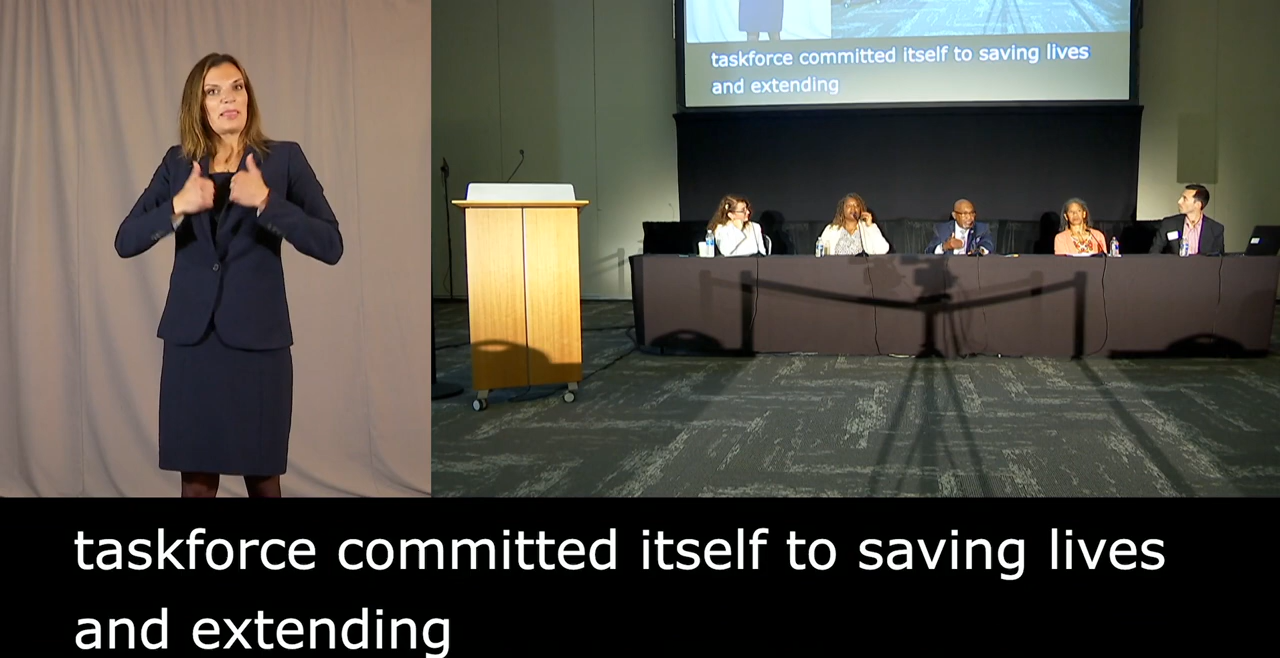 taskforce committed itself to saving lives
and extending
taskforce committed itself to saving lives
and extending